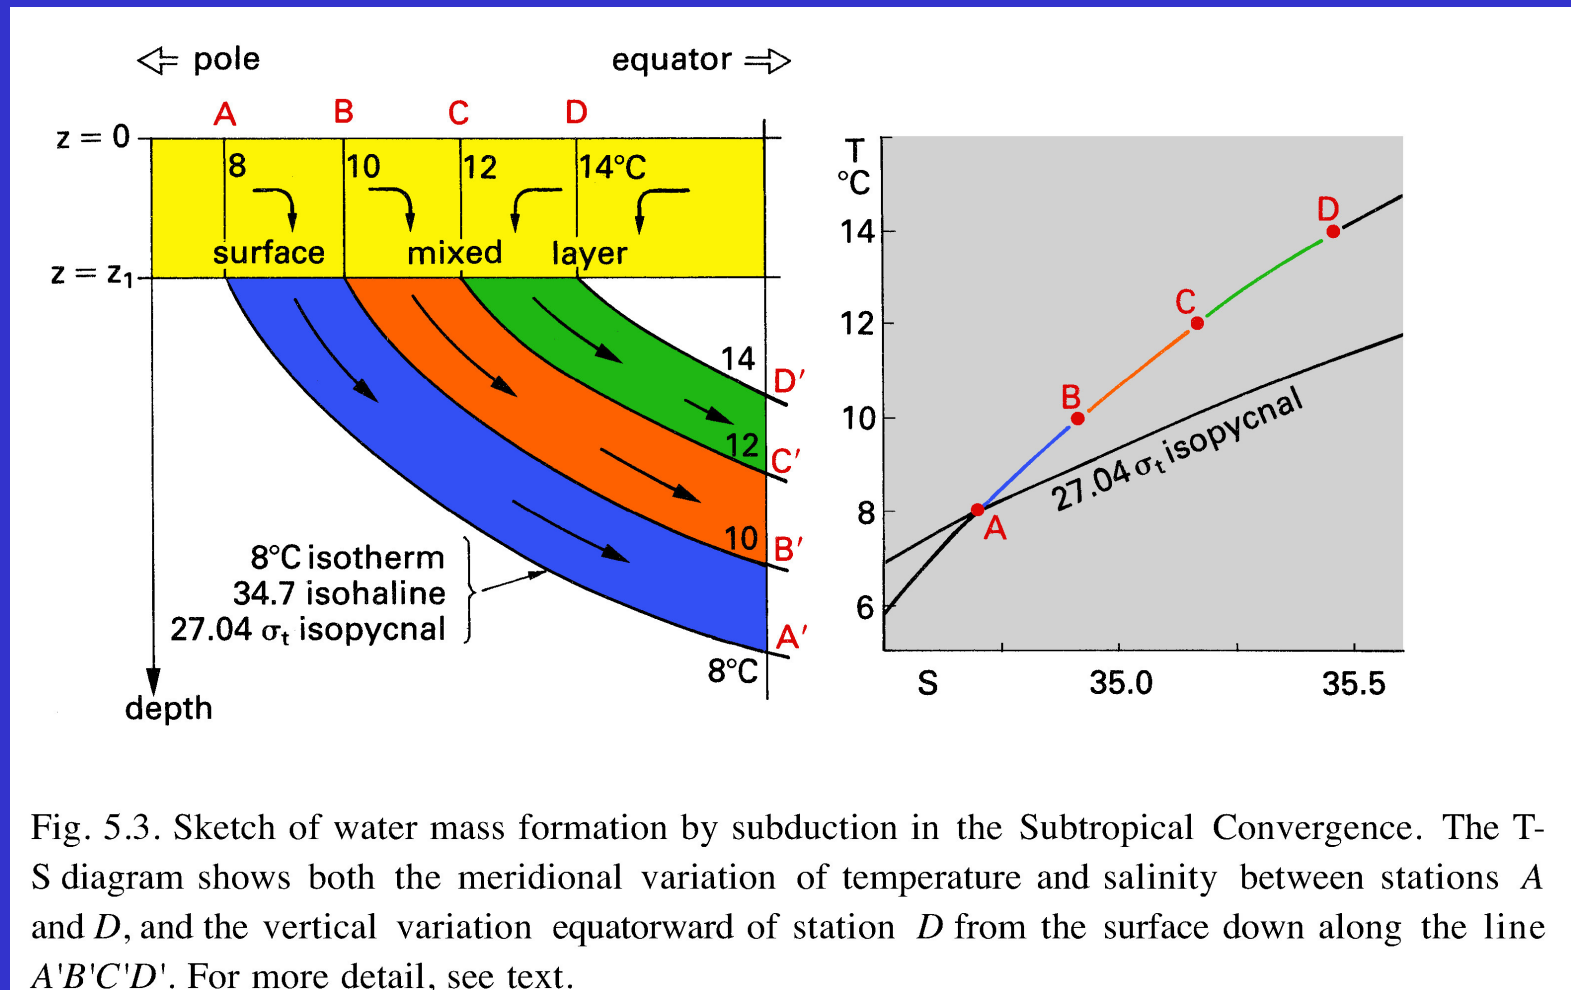 pole
equator
A B C D
z = 0
8 10 12 14°C
surface mixed layer
z = z₁
14
D′
12
C′
10
B′
A′
8°C
8°C isotherm
34.7 isohaline
27.04 σₜ isopycnal
depth
T
°C
14
12
10
8
6
D
C
B
A
27.04 σₜ isopycnal
S 35.0 35.5
Fig. 5.3. Sketch of water mass formation by subduction in the Subtropical Convergence. The T-
S diagram shows both the meridional variation of temperature and salinity between stations A
and D, and the vertical variation equatorward of station D from the surface down along the line
A'B'C'D'. For more detail, see text.